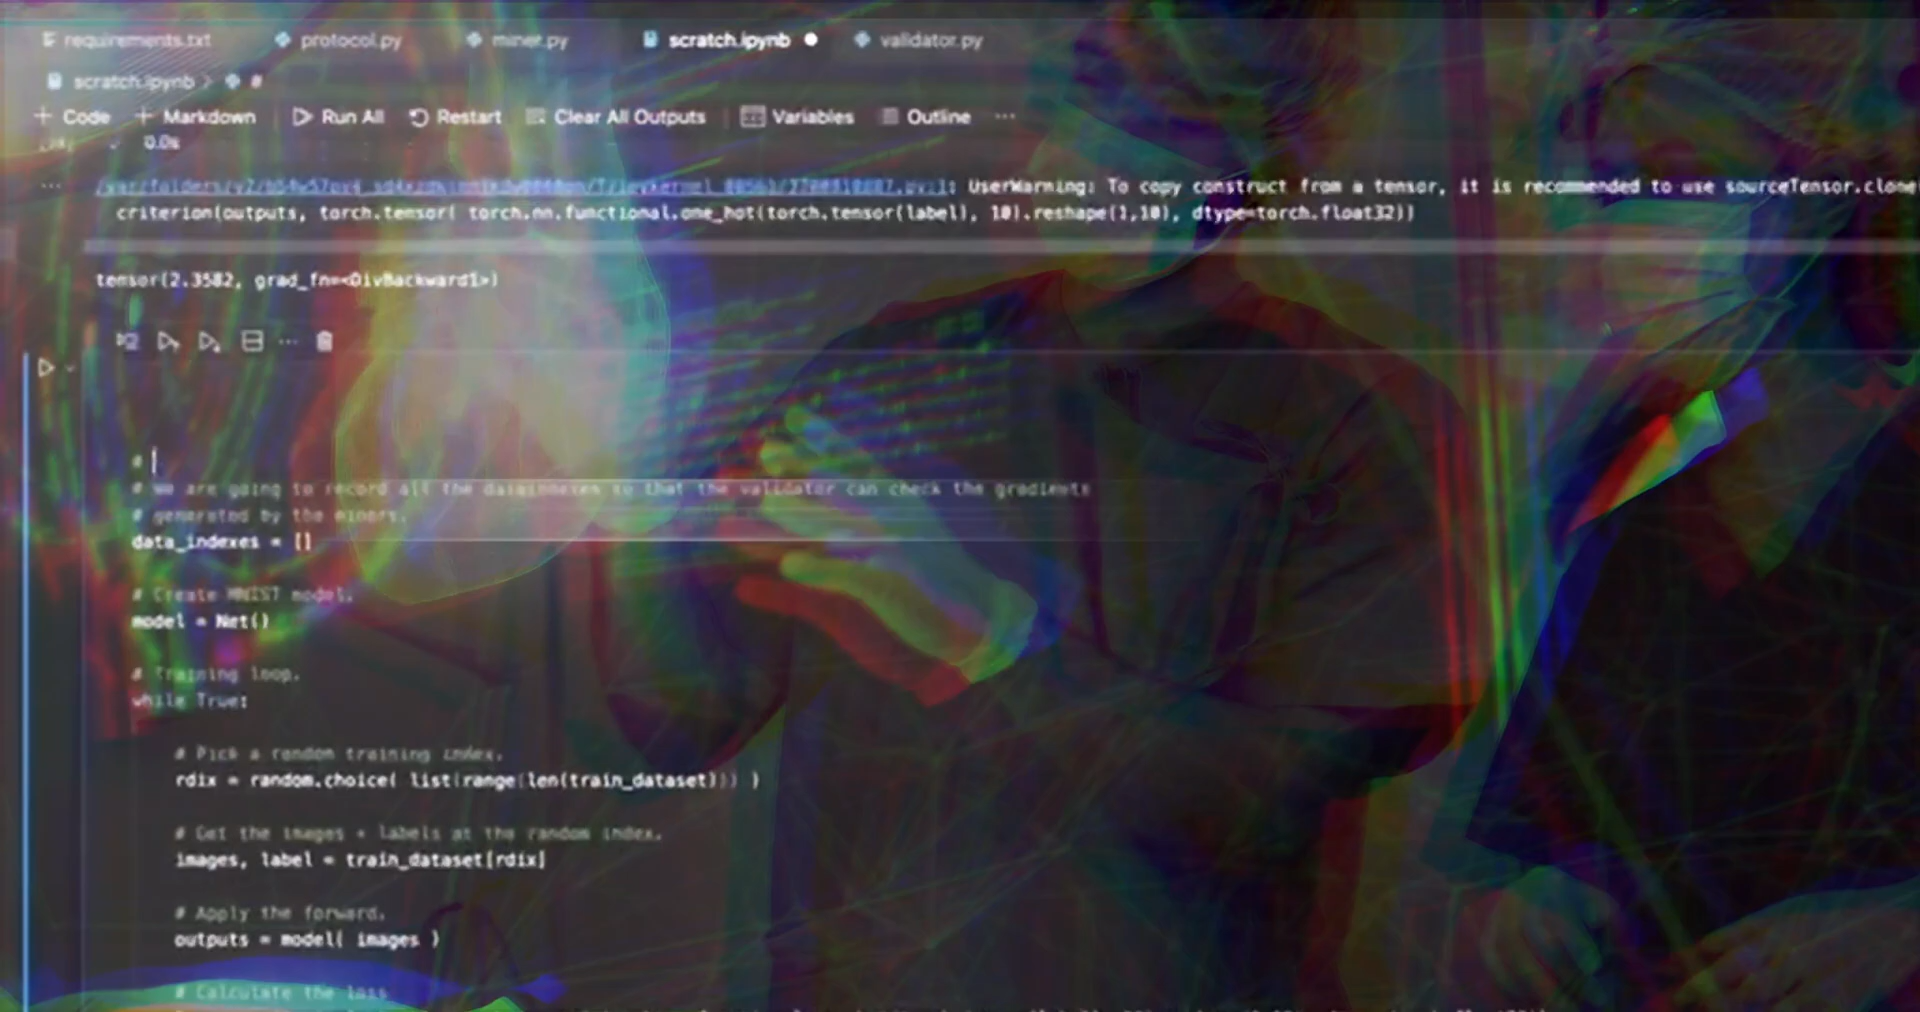 requirements.txt protocol.py miner.py scratch.ipynb validator.py
scratch.ipynb > #
+ Code + Markdown Run All Restart Clear All Outputs Variables Outline ...
0.0s
... UserWarning: To copy construct from a tensor, it is recommended to use sourceTensor.clone(
criterion(outputs, torch.tensor( torch.nn.functional.one_hot(torch.tensor(label), 10).reshape(1,10), dtype=torch.float32))
tensor(2.3582, grad_fn=<DivBackward1>)
#
# We are going to record all the dataindexes so that the validator can check the gradients
# generated by the miners.
data_indexes = []
# Create MNIST model.
model = Net()
# Training loop.
while True:
# Pick a random training index.
rdix = random.choice( list(range(len(train_dataset))) )
# Get the images + labels at the random index.
images, label = train_dataset[rdix]
# Apply the forward.
outputs = model( images )
# Calculate the loss